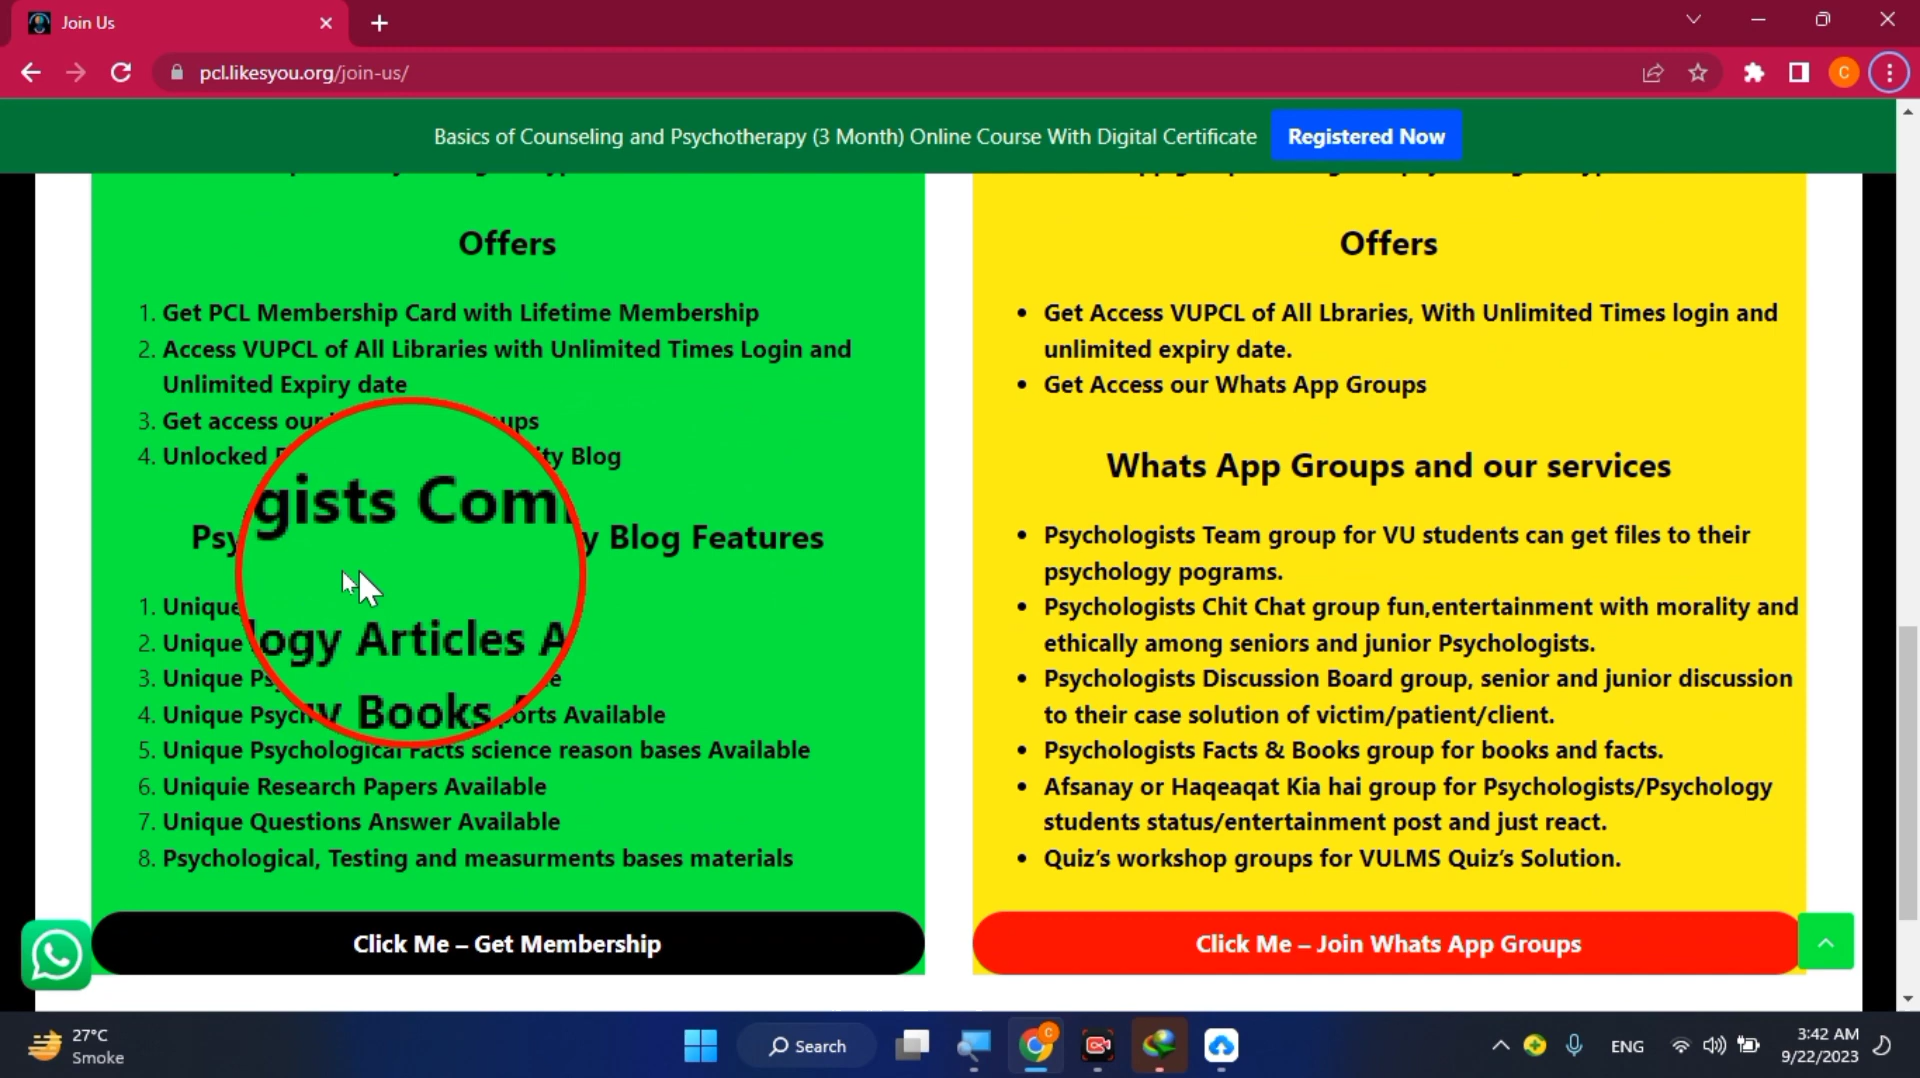 Join Us
pcl.likesyou.org/join-us/
C
Basics of Counseling and Psychotherapy (3 Month) Online Course With Digital Certificate
Registered Now
Offers
1. Get PCL Membership Card with Lifetime Membership
2. Access VUPCL of All Libraries with Unlimited Times Login and
Unlimited Expiry date
3. Get access our
4. Unlocked
Blog
gists
Blog Features
1. Unique
2. Unique
Articles
3. Unique
4. Unique
Books
Available
5. Unique Psychological Facts science reason bases Available
6. Uniquie Research Papers Available
7. Unique Questions Answer Available
8. Psychological, Testing and measurments bases materials
Click Me – Get Membership
Offers
• Get Access VUPCL of All Lbraries, With Unlimited Times login and
unlimited expiry date.
• Get Access our Whats App Groups
Whats App Groups and our services
• Psychologists Team group for VU students can get files to their
psychology pograms.
• Psychologists Chit Chat group fun,entertainment with morality and
ethically among seniors and junior Psychologists.
• Psychologists Discussion Board group, senior and junior discussion
to their case solution of victim/patient/client.
• Psychologists Facts & Books group for books and facts.
• Afsanay or Haqeaqat Kia hai group for Psychologists/Psychology
students status/entertainment post and just react.
• Quiz’s workshop groups for VULMS Quiz’s Solution.
Click Me – Join Whats App Groups
27°C
Smoke
Search
C
ENG
3:42 AM
9/22/2023